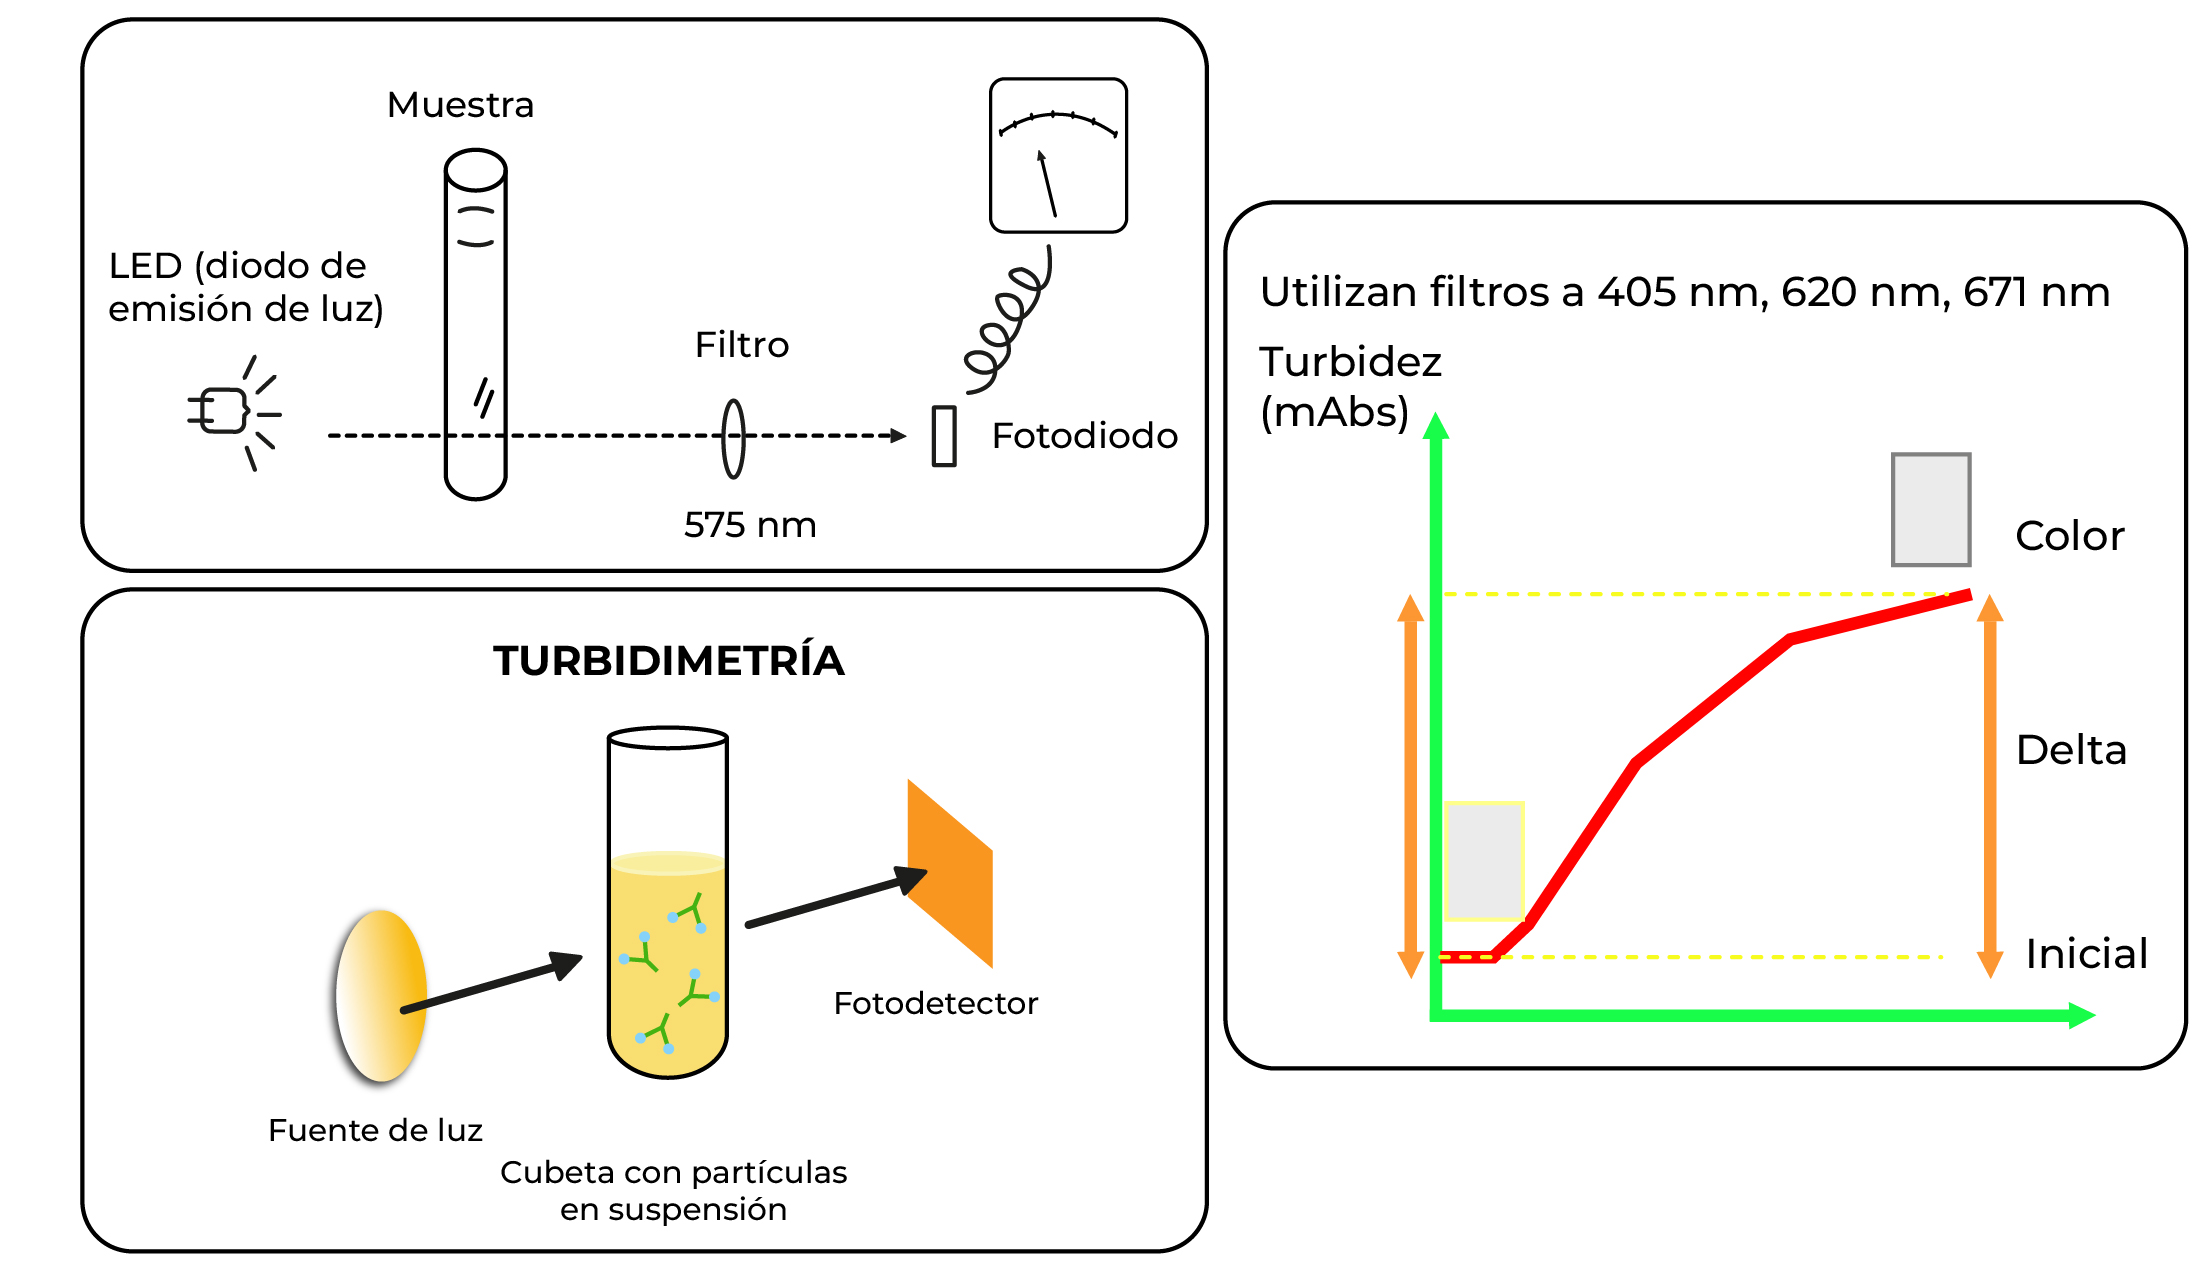 Muestra
LED (diodo de
emisión de luz)
Filtro
575 nm
Fotodiodo
TURBIDIMETRÍA
Fuente de luz
Cubeta con partículas
en suspensión
Fotodetector
Utilizan filtros a 405 nm, 620 nm, 671 nm
Turbidez
(mAbs)
Color
Delta
Inicial